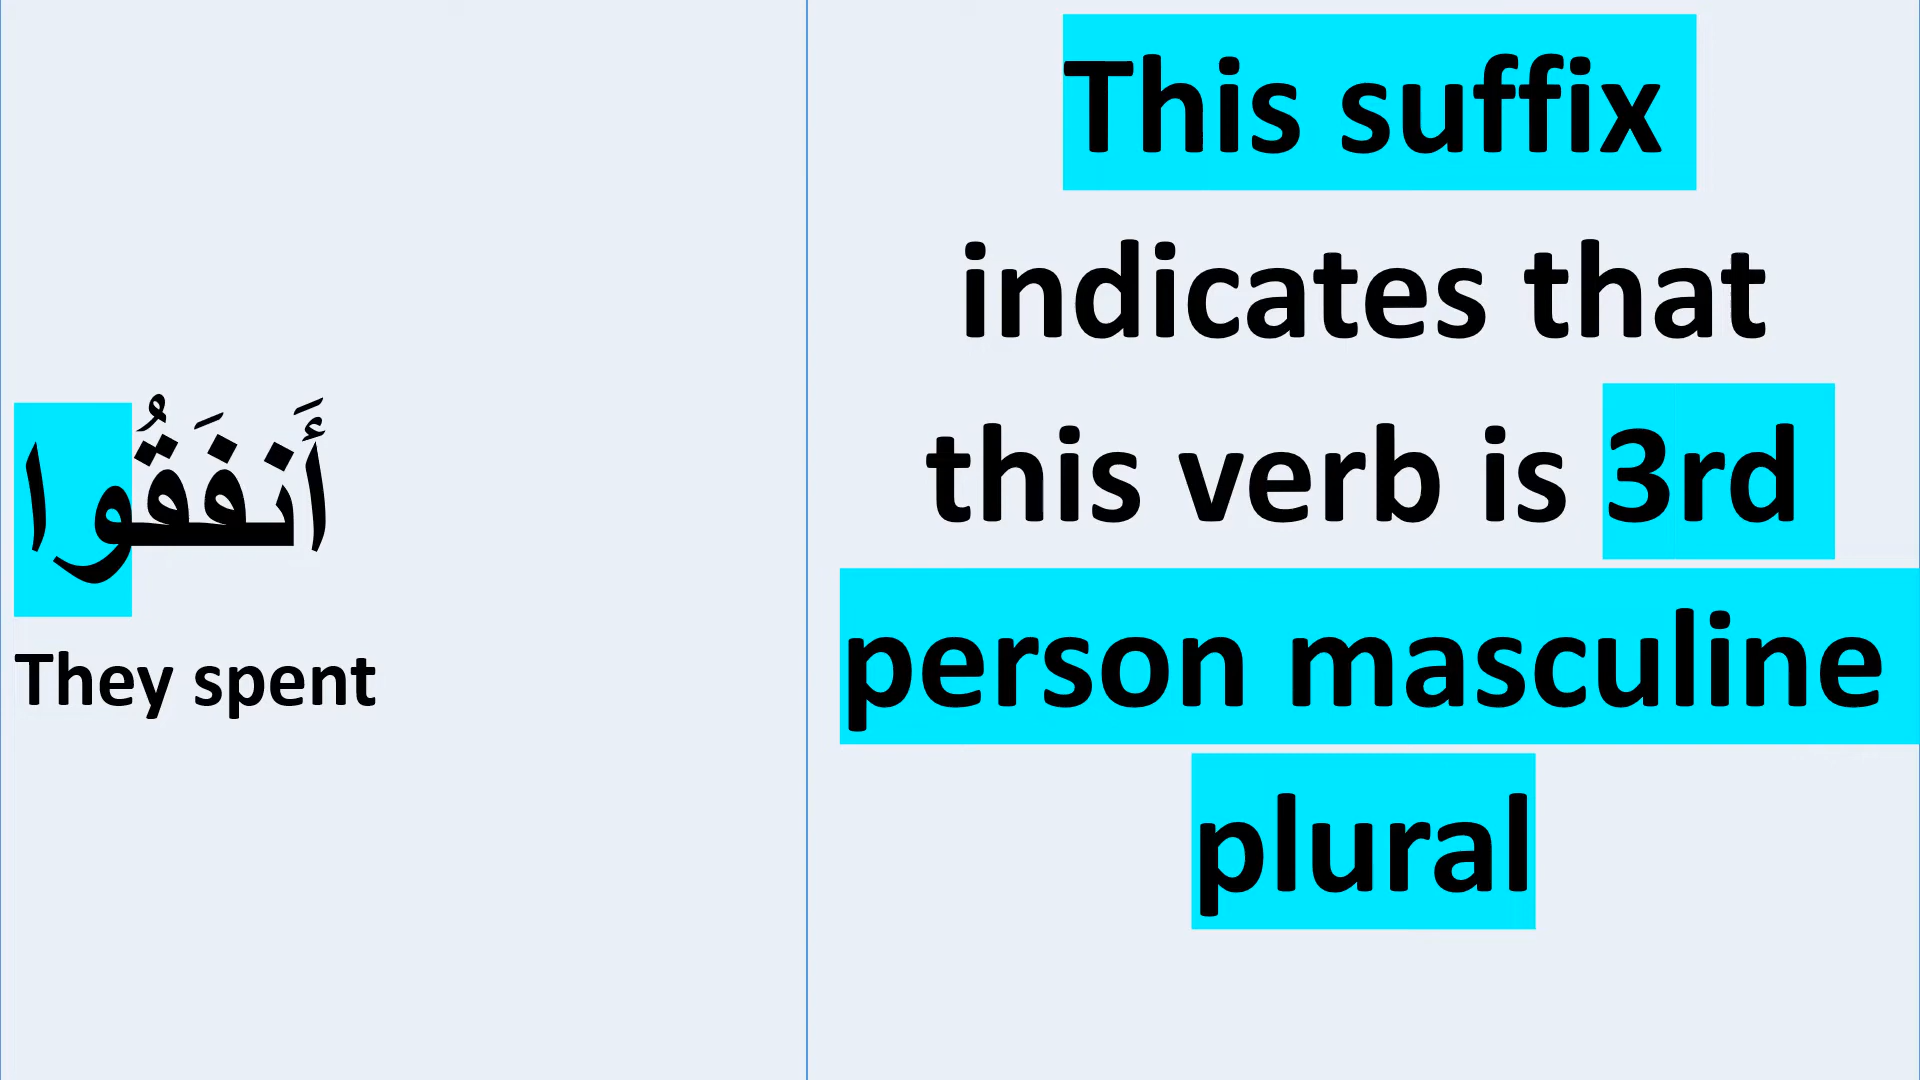 أَنفَقُوا
They spent
This suffix
indicates that
this verb is 3rd
person masculine
plural